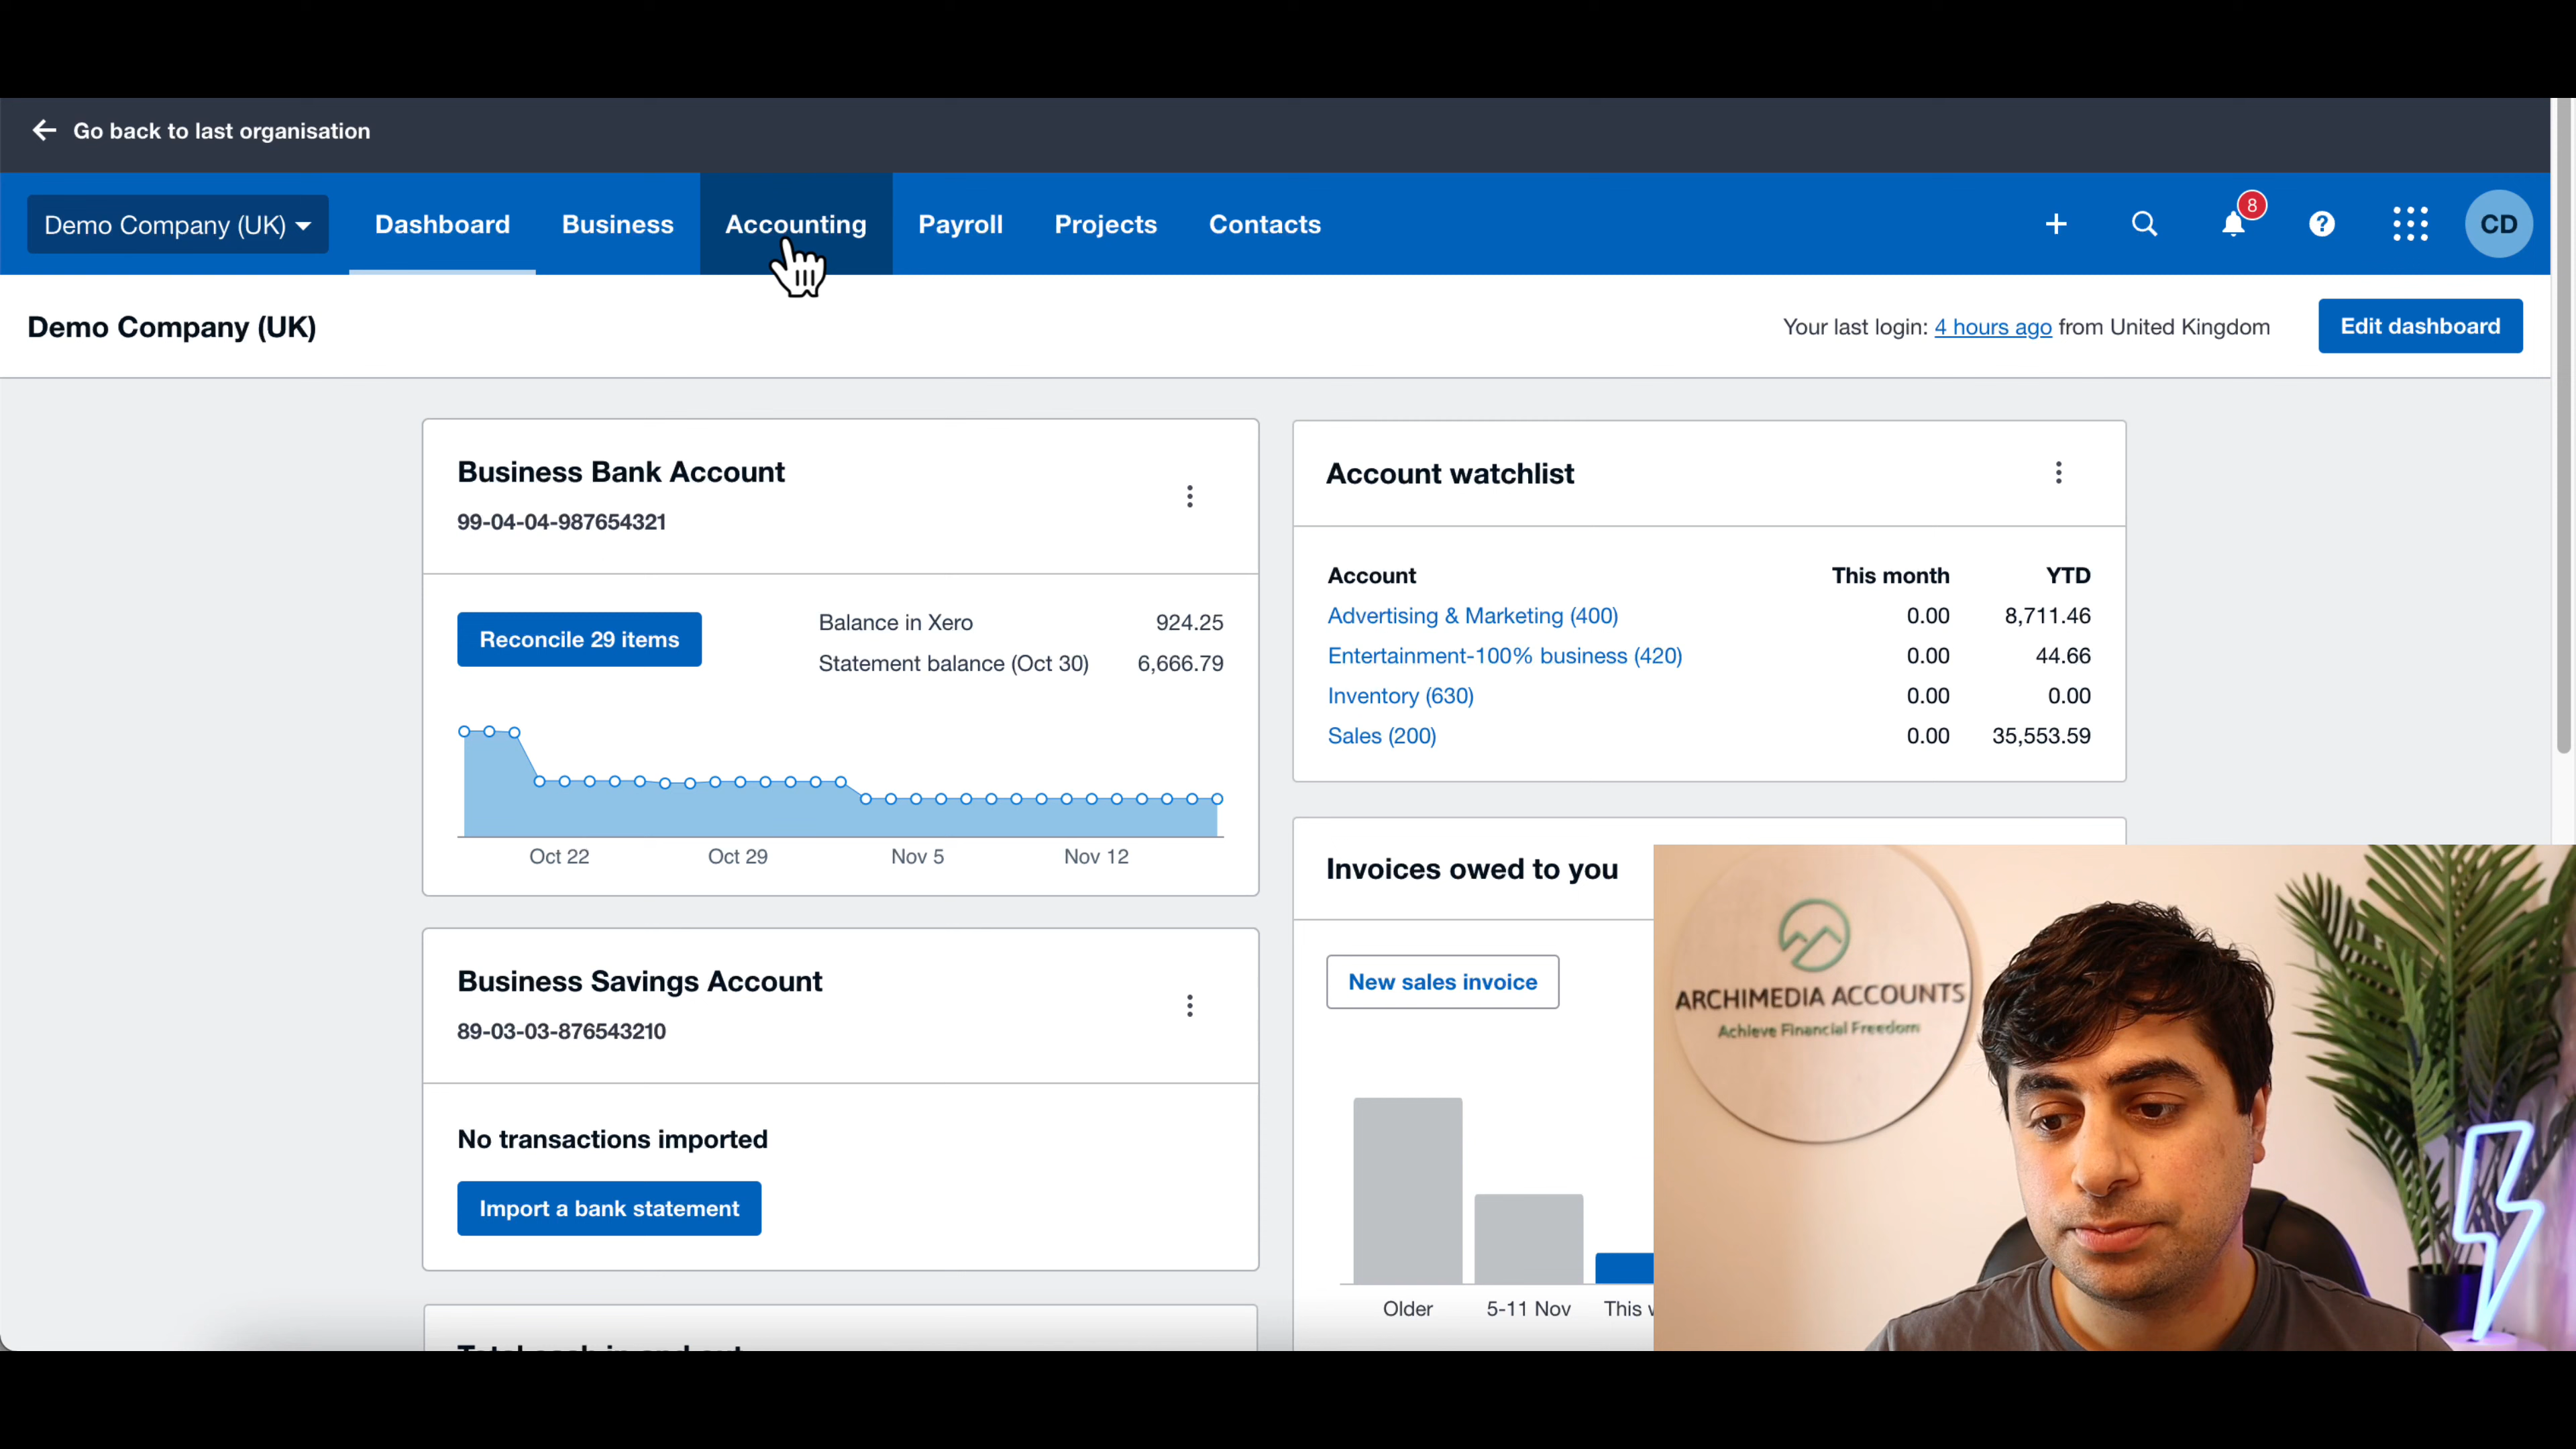 Go back to last organisation
Demo Company (UK)
Dashboard
Business
Accounting
Payroll
Projects
Contacts
8
CD
Demo Company (UK)
Your last login: 4 hours ago from United Kingdom
Edit dashboard
Business Bank Account
99-04-04-987654321
Reconcile 29 items
Balance in Xero 924.25
Statement balance (Oct 30) 6,666.79
Oct 22 Oct 29 Nov 5 Nov 12
Business Savings Account
89-03-03-876543210
No transactions imported
Import a bank statement
Account watchlist
Account This month YTD
Advertising & Marketing (400) 0.00 8,711.46
Entertainment-100% business (420) 0.00 44.66
Inventory (630) 0.00 0.00
Sales (200) 0.00 35,553.59
Invoices owed to you
New sales invoice
Older 5-11 Nov This
ARCHIMEDIA ACCOUNTS
Achieve Financial Freedom